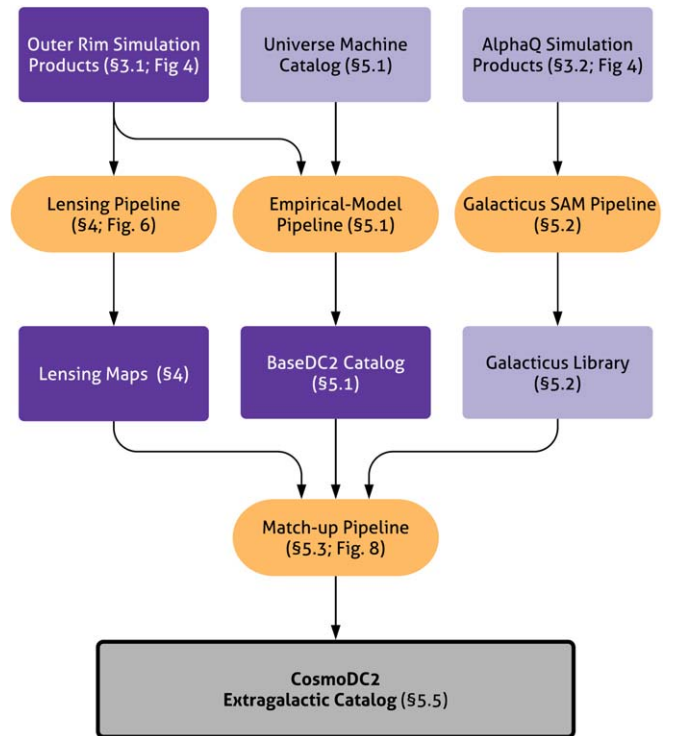 Outer Rim Simulation
Products (§3.1; Fig 4)
Universe Machine
Catalog (§5.1)
AlphaQ Simulation
Products (§3.2; Fig 4)
Lensing Pipeline
(§4; Fig. 6)
Empirical-Model
Pipeline (§5.1)
Galacticus SAM Pipeline
(§5.2)
Lensing Maps (§4)
BaseDC2 Catalog
(§5.1)
Galacticus Library
(§5.2)
Match-up Pipeline
(§5.3; Fig. 8)
CosmoDC2
Extragalactic Catalog (§5.5)